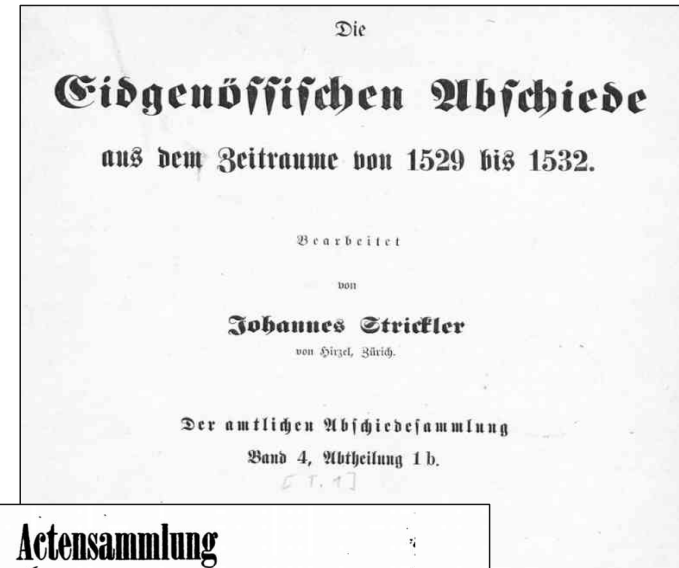 Die
Eidgenössischen Abschiede
aus dem Zeitraume von 1529 bis 1532.
Bearbeitet
von
Johannes Strickler
von Hirzel, Zürich.
Der amtlichen Abschiedesammlung
Band 4, Abtheilung 1 b.
[T. 1]
Actensammlung